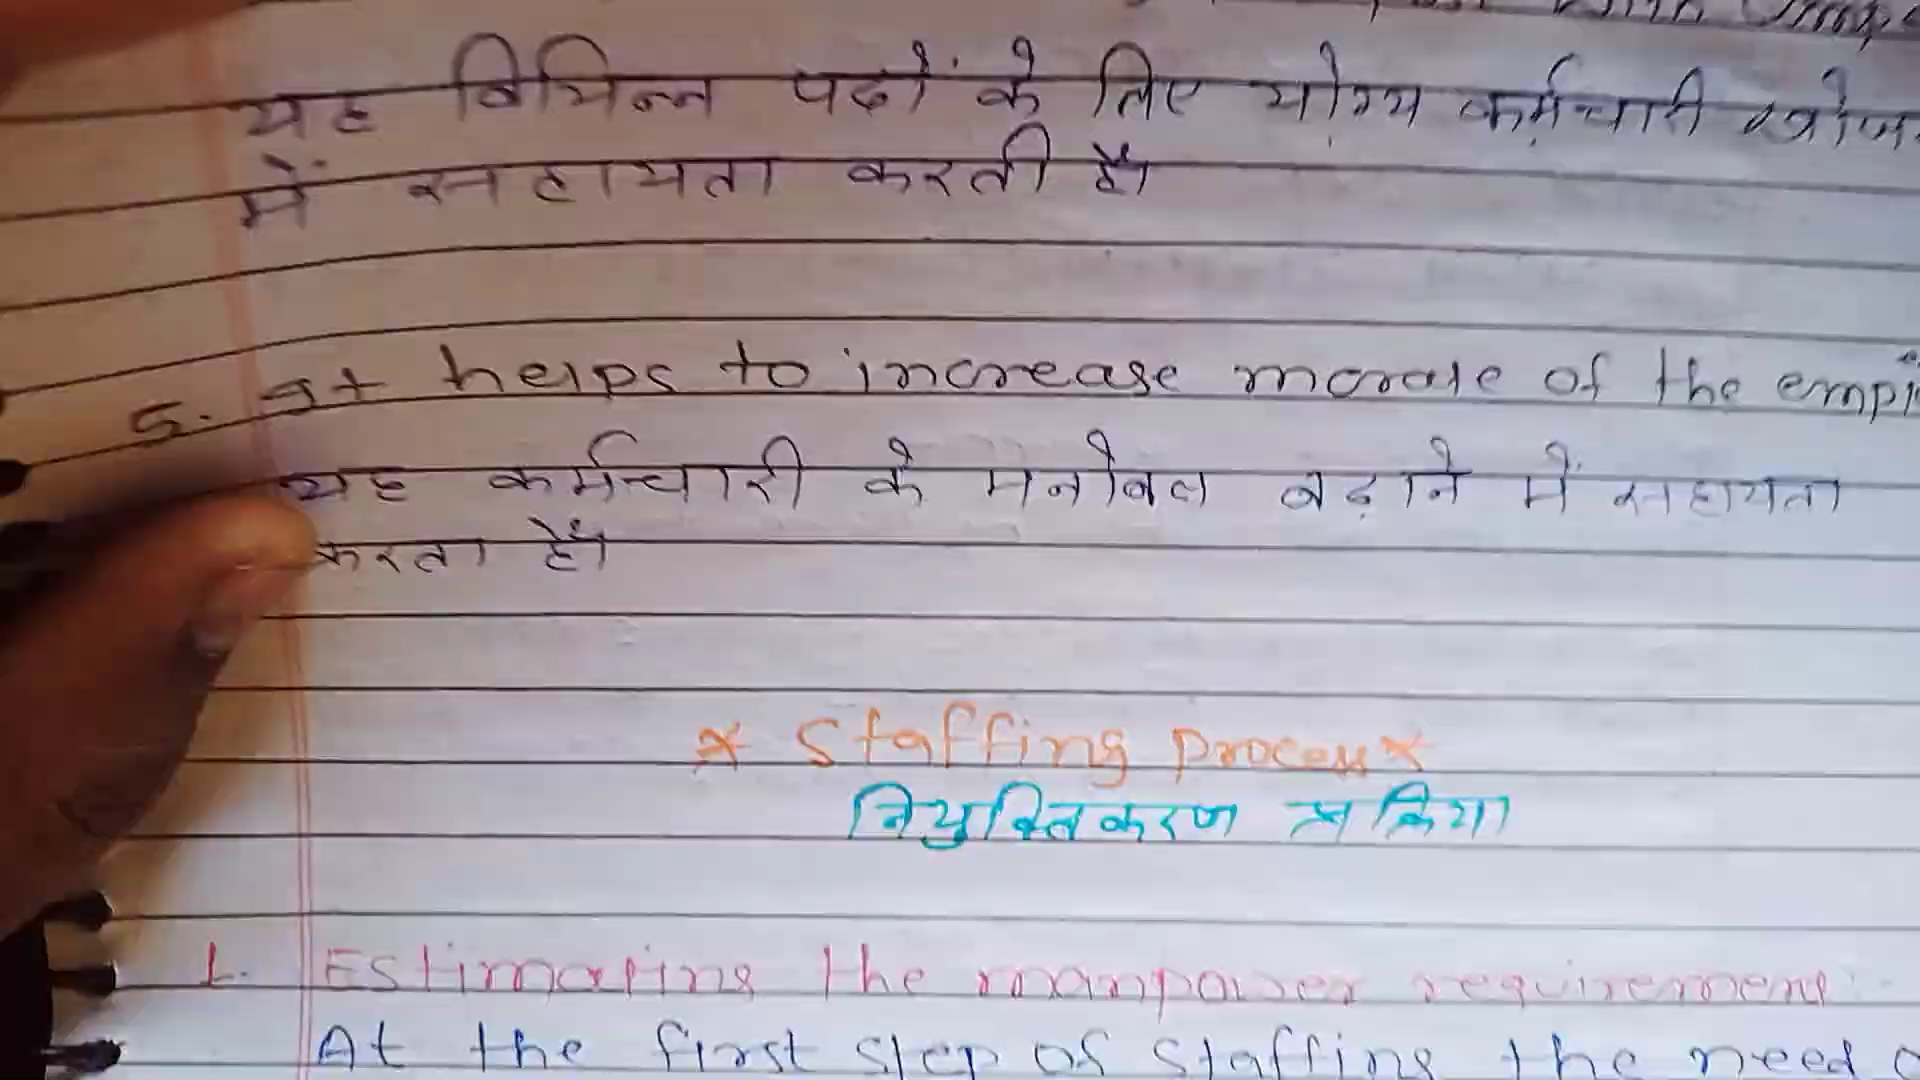 यह विभिन्न पदों के लिए योग्य कर्मचारी
में सहायता करती है।
5. It helps to increase morale of the
यह कर्मचारी के मनोबल बढ़ाने में सहायता
करता है।
* Staffing process *
नियुक्तिकरण प्रक्रिया
1. Estimating the manpower requirement:-
At the first step of staffing the need